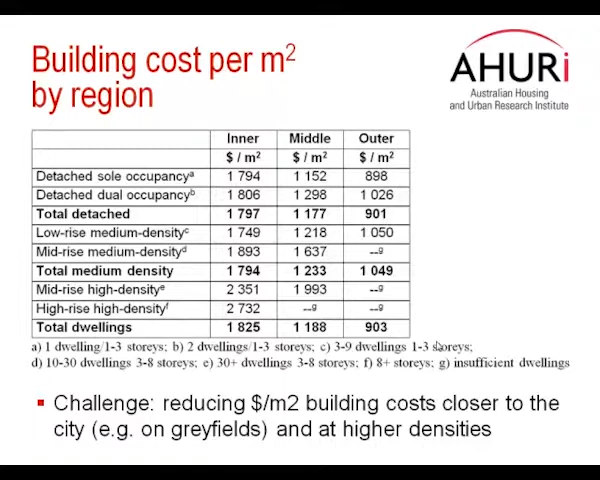 Building cost per m²
by region
AHURi
Australian Housing
and Urban Research Institute
Inner Middle Outer
$ / m² $ / m² $ / m²
Detached sole occupancyᵃ 1 794 1 152 898
Detached dual occupancyᵇ 1 806 1 298 1 026
Total detached 1 797 1 177 901
Low-rise medium-densityᶜ 1 749 1 218 1 050
Mid-rise medium-densityᵈ 1 893 1 637 --ᵍ
Total medium density 1 794 1 233 1 049
Mid-rise high-densityᵉ 2 351 1 993 --ᵍ
High-rise high-densityᶠ 2 732 --ᵍ --ᵍ
Total dwellings 1 825 1 188 903
a) 1 dwelling/1-3 storeys; b) 2 dwellings/1-3 storeys; c) 3-9 dwellings 1-3 storeys;
d) 10-30 dwellings 3-8 storeys; e) 30+ dwellings 3-8 storeys; f) 8+ storeys; g) insufficient dwellings
▪ Challenge: reducing $/m2 building costs closer to the
city (e.g. on greyfields) and at higher densities